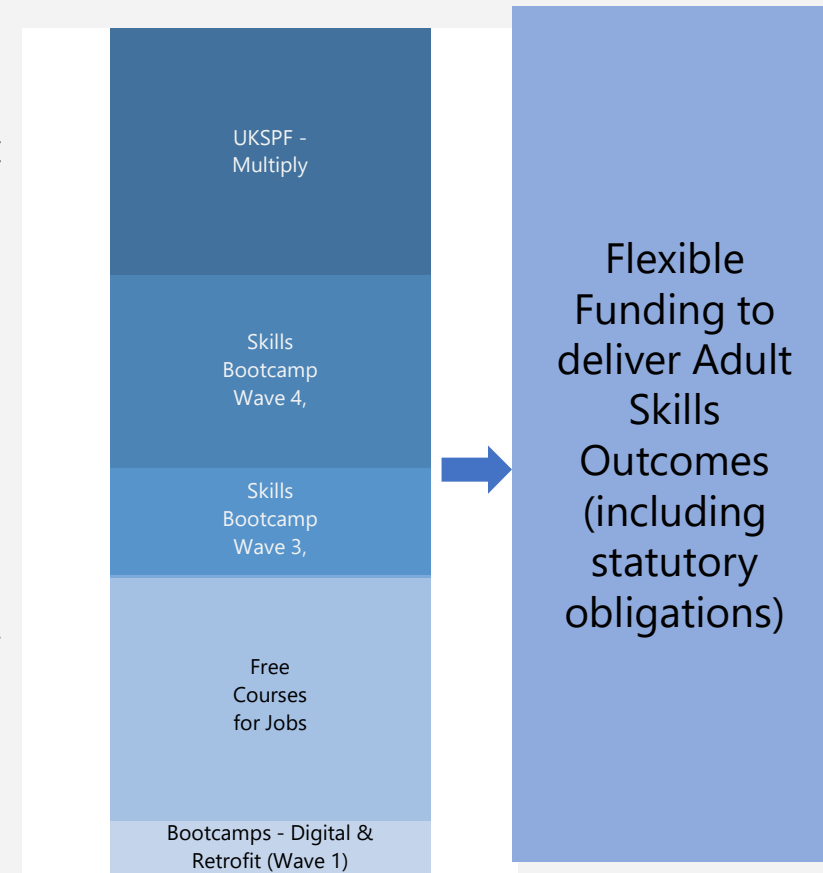 UKSPF -
Multiply
Skills
Bootcamp
Wave 4,
Skills
Bootcamp
Wave 3,
Free
Courses
for Jobs
Bootcamps - Digital &
Retrofit (Wave 1)
Flexible
Funding to
deliver Adult
Skills
Outcomes
(including
statutory
obligations)